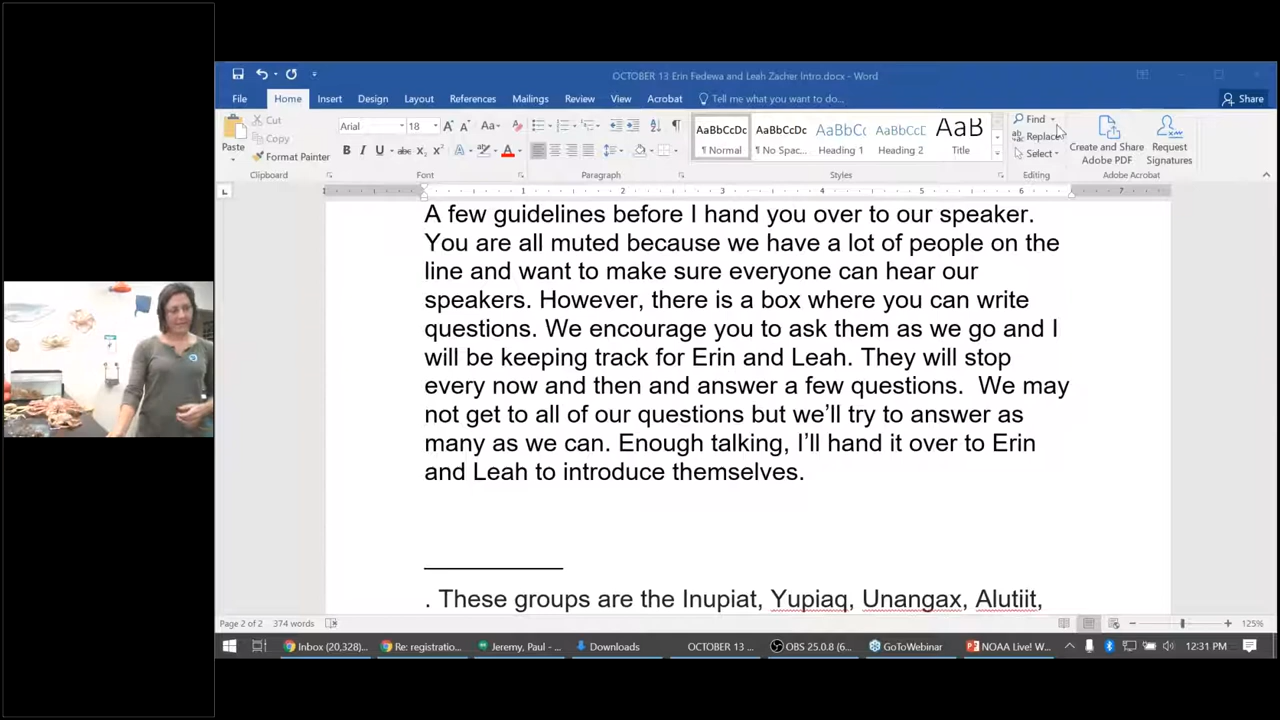 OCTOBER 13 Erin Fedewa and Leah Zacher Intro.docx - Word
File Home Insert Design Layout References Mailings Review View Acrobat Tell me what you want to do... Share
Paste
Cut
Copy
Format Painter
Clipboard
Arial 18
Font
Paragraph
AaBbCcDc AaBbCcDc AaBbC AaBbCcC AaB
¶ Normal ¶ No Spac... Heading 1 Heading 2 Title
Styles
Find
Replace
Select
Editing
Create and Share Adobe PDF
Request Signatures
Adobe Acrobat
1 1 2 3 4 5 6 7
A few guidelines before I hand you over to our speaker.
You are all muted because we have a lot of people on the
line and want to make sure everyone can hear our
speakers. However, there is a box where you can write
questions. We encourage you to ask them as we go and I
will be keeping track for Erin and Leah. They will stop
every now and then and answer a few questions.  We may
not get to all of our questions but we’ll try to answer as
many as we can. Enough talking, I’ll hand it over to Erin
and Leah to introduce themselves.
. These groups are the Inupiat, Yupiaq, Unangax, Alutiit,
Page 2 of 2 374 words 125%
Inbox (20,328)... Re: registratio... Jeremy, Paul - ... Downloads OCTOBER 13 ... OBS 25.0.8 (6... GoToWebinar NOAA Live! W... 12:31 PM